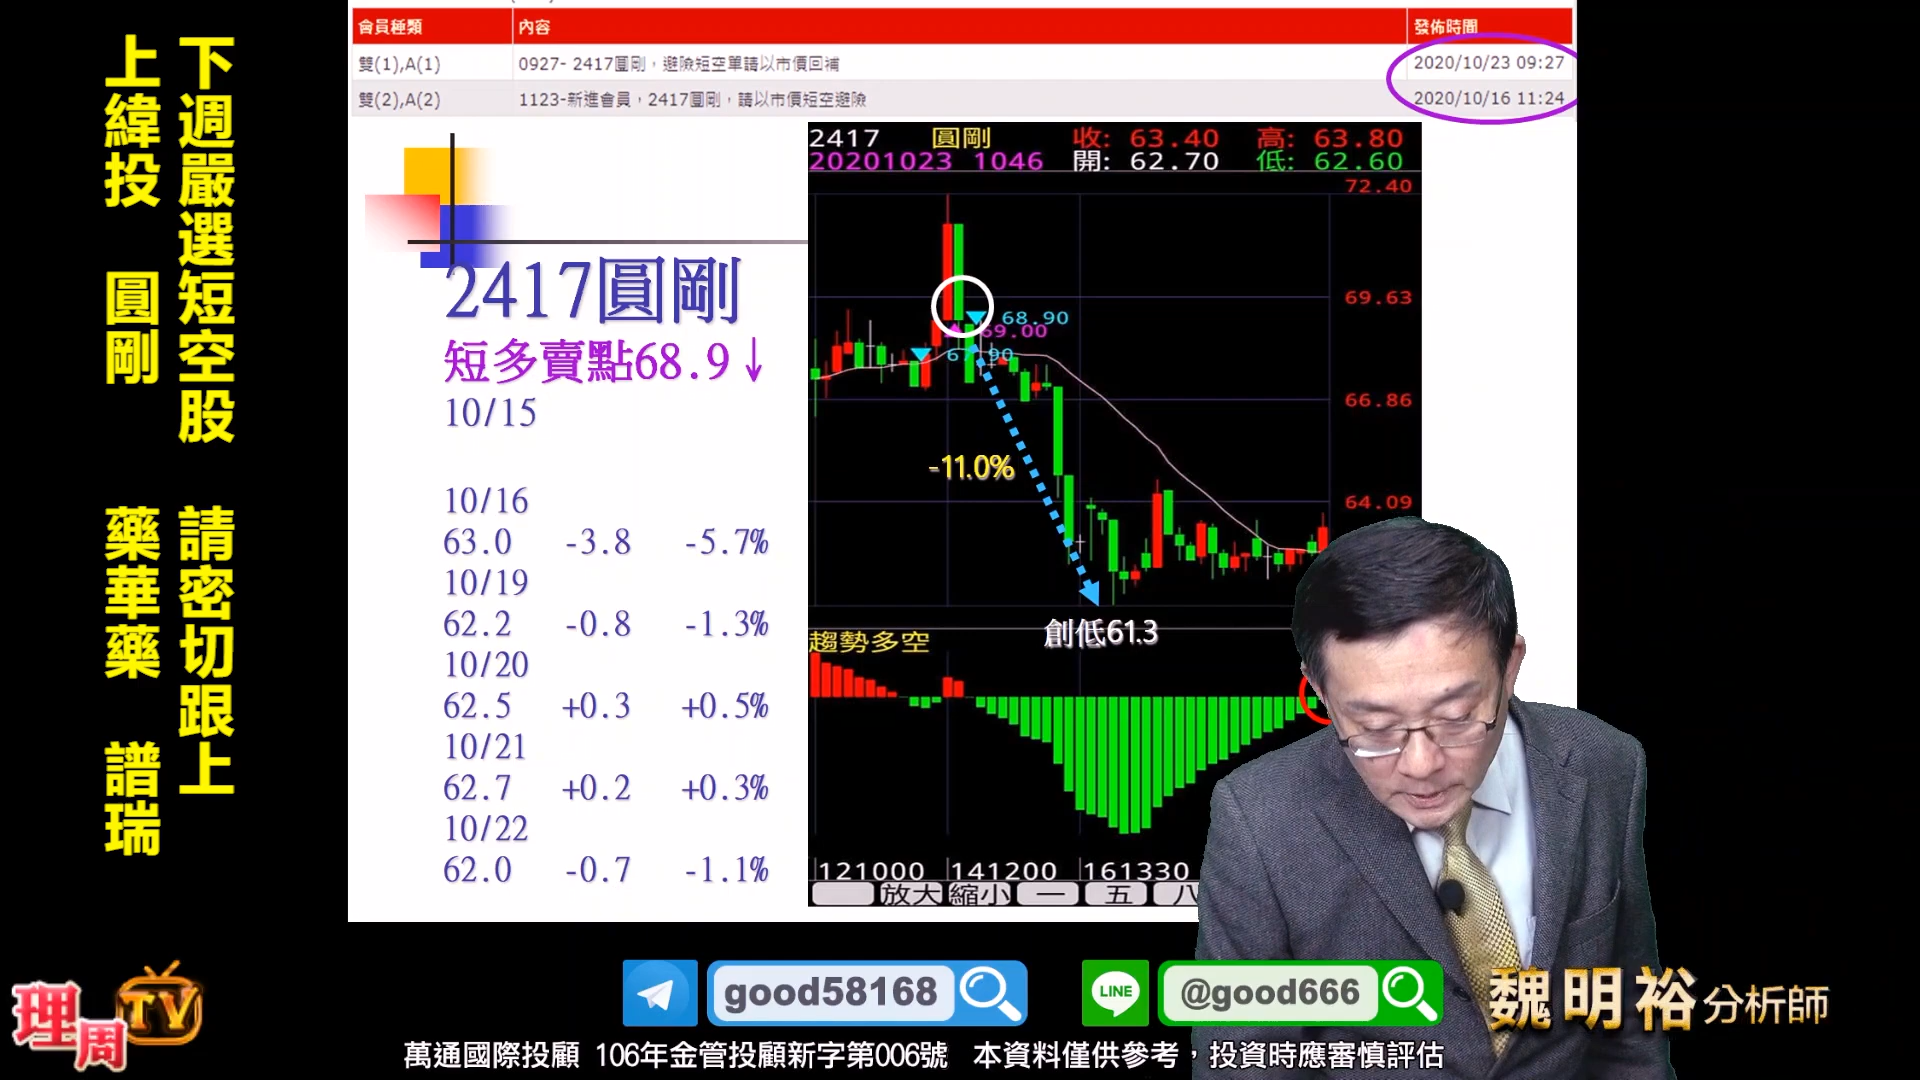 下週嚴選短空股 請密切跟上
上緯投 圓剛 藥華藥 譜瑞
會員種類 內容 發佈時間
雙(1),A(1) 0927- 2417圓剛，避險短空單請以市價回補 2020/10/23 09:27
雙(2),A(2) 1123-新進會員，2417圓剛，請以市價短空避險 2020/10/16 11:24
2417圓剛
短多賣點68.9↓
10/15
10/16
63.0 -3.8 -5.7%
10/19
62.2 -0.8 -1.3%
10/20
62.5 +0.3 +0.5%
10/21
62.7 +0.2 +0.3%
10/22
62.0 -0.7 -1.1%
2417 圓剛 收: 63.40 高: 63.80
20201023 1046 開: 62.70 低: 62.60
72.40
69.63
68.90
69.00
67.90
66.86
-11.0%
64.09
創低61.3
趨勢多空
121000 141200 161330
放大 縮小 一 五 八
理周TV
good58168
LINE @good666
魏明裕分析師
萬通國際投顧 106年金管投顧新字第006號 本資料僅供參考，投資時應審慎評估